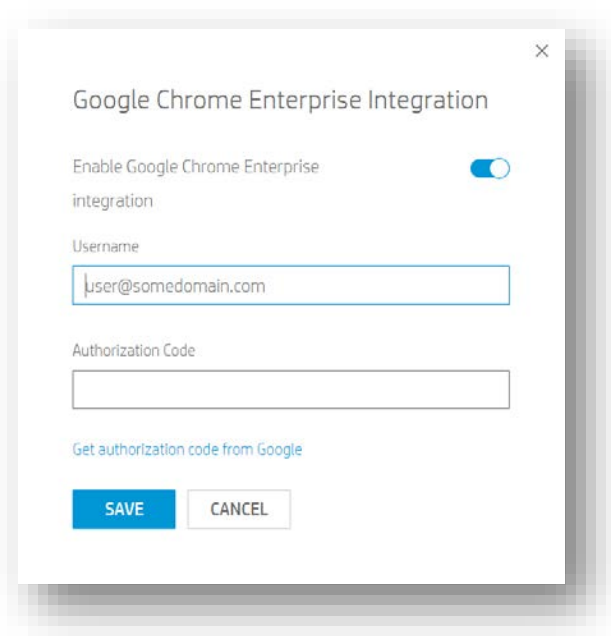 Google Chrome Enterprise Integration
Enable Google Chrome Enterprise
integration
Username
user@somedomain.com
Authorization Code
Get authorization code from Google
SAVE CANCEL